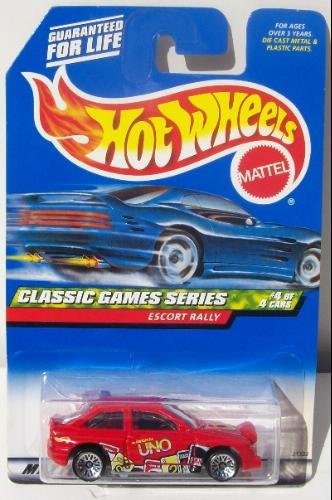 GUARANTEED
FOR LIFE
FOR AGES
OVER 3 YEARS.
DIE CAST METAL &
PLASTIC PARTS.
HOT WHEELS
MATTEL
®
CLASSIC GAMES SERIES
#4 OF
4 CARS
ESCORT RALLY
UNO